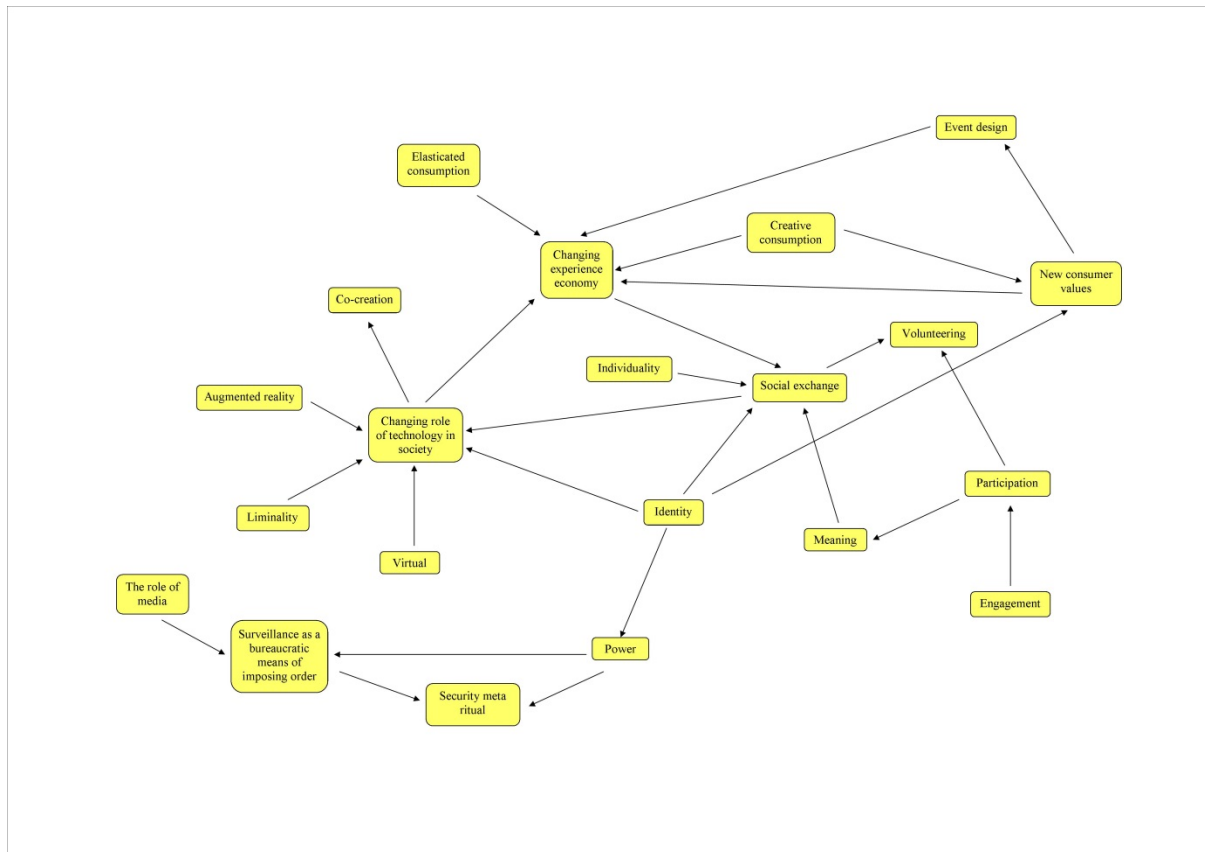 Event design
Elasticated
consumption
Creative
consumption
Changing
experience
economy
New consumer
values
Co-creation
Volunteering
Individuality
Social exchange
Augmented reality
Changing role
of technology in
society
Participation
Liminality
Identity
Meaning
Virtual
The role of
media
Engagement
Surveillance as a
bureaucratic
means of
imposing order
Power
Security meta
ritual